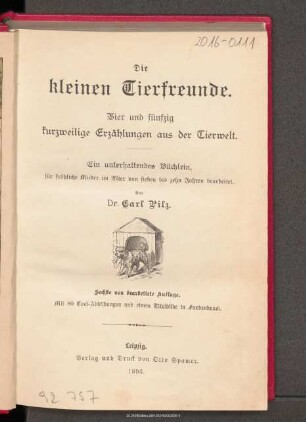 2016-0111
Die
kleinen Tierfreunde.
Vier und fünfzig
kurzweilige Erzählungen aus der Tierwelt.
Ein unterhaltendes Büchlein,
für fröhliche Kinder im Alter von sieben bis zehn Jahren bearbeitet.
Von
Dr. Carl Pilz.
Sechste neu bearbeitete Auflage.
Mit 80 Text-Abbildungen und einem Titelbilde in Farbendruck.
Leipzig.
Verlag und Druck von Otto Spamer.
92 757